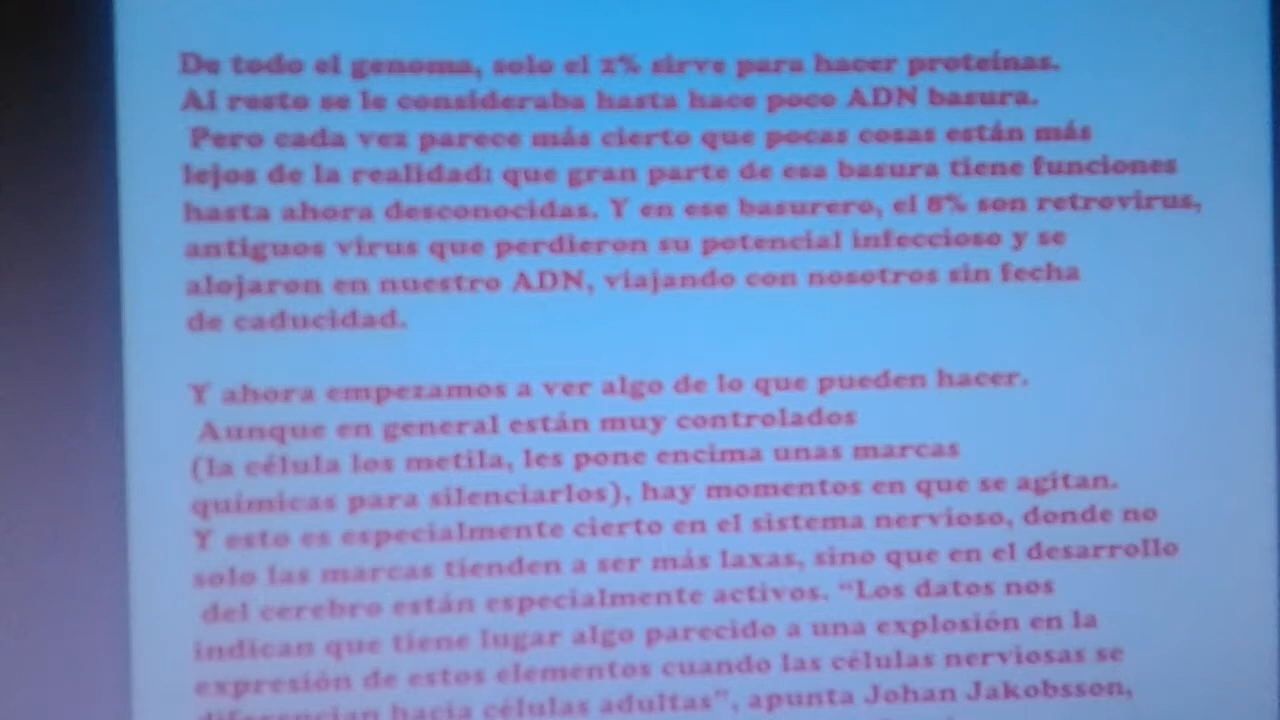 De todo el genoma, solo el 2% sirve para hacer proteínas.
Al resto se le consideraba hasta hace poco ADN basura.
Pero cada vez parece más cierto que pocas cosas están más
lejos de la realidad: que gran parte de esa basura tiene funciones
hasta ahora desconocidas. Y en ese basurero, el 8% son retrovirus,
antiguos virus que perdieron su potencial infeccioso y se
alojaron en nuestro ADN, viajando con nosotros sin fecha
de caducidad.
Y ahora empezamos a ver algo de lo que pueden hacer.
Aunque en general están muy controlados
(la célula los metila, les pone encima unas marcas
químicas para silenciarlos), hay momentos en que se agitan.
Y esto es especialmente cierto en el sistema nervioso, donde no
solo las marcas tienden a ser más laxas, sino que en el desarrollo
del cerebro están especialmente activos. “Los datos nos
indican que tiene lugar algo parecido a una explosión en la
expresión de estos elementos cuando las células nerviosas se
diferencian hacia células adultas”, apunta Johan Jakobsson,